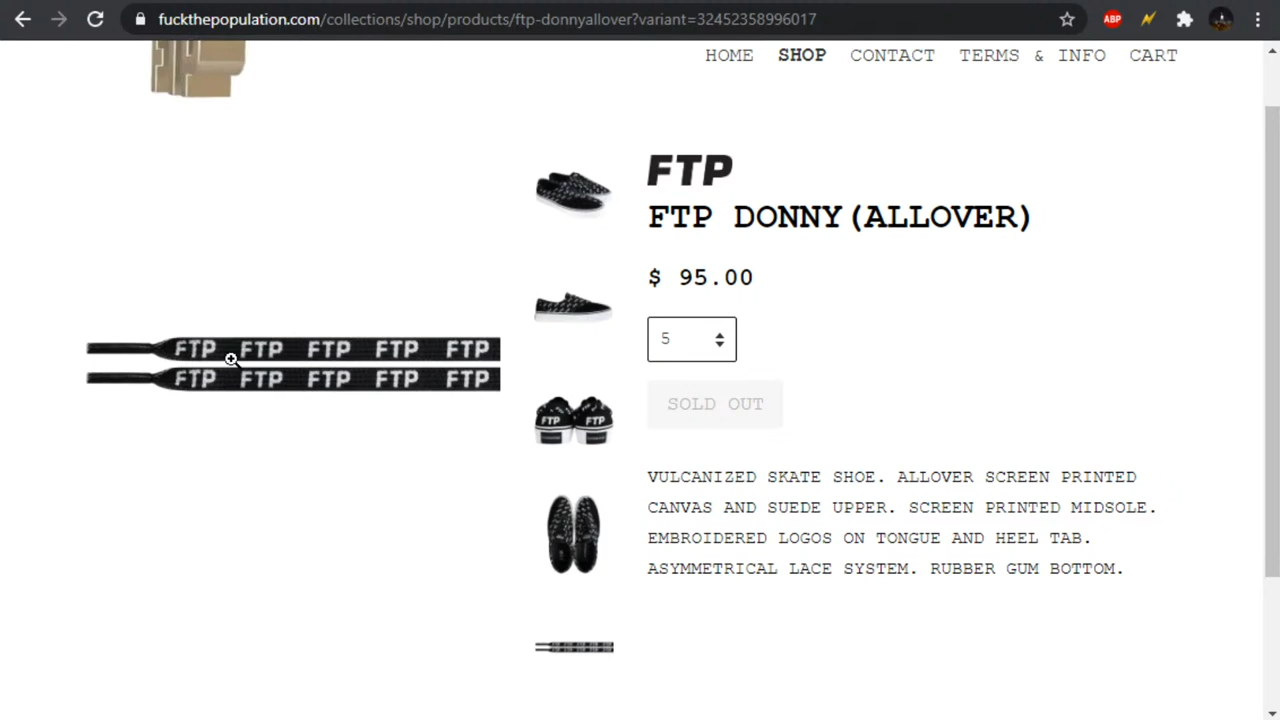 fuckthepopulation.com/collections/shop/products/ftp-donnyallover?variant=32452358996017
ABP
HOME SHOP CONTACT TERMS & INFO CART
FTP
FTP DONNY(ALLOVER)
$ 95.00
5
SOLD OUT
VULCANIZED SKATE SHOE. ALLOVER SCREEN PRINTED
CANVAS AND SUEDE UPPER. SCREEN PRINTED MIDSOLE.
EMBROIDERED LOGOS ON TONGUE AND HEEL TAB.
ASYMMETRICAL LACE SYSTEM. RUBBER GUM BOTTOM.
FTP FTP FTP FTP FTP
FTP FTP FTP FTP FTP
FTP FTP